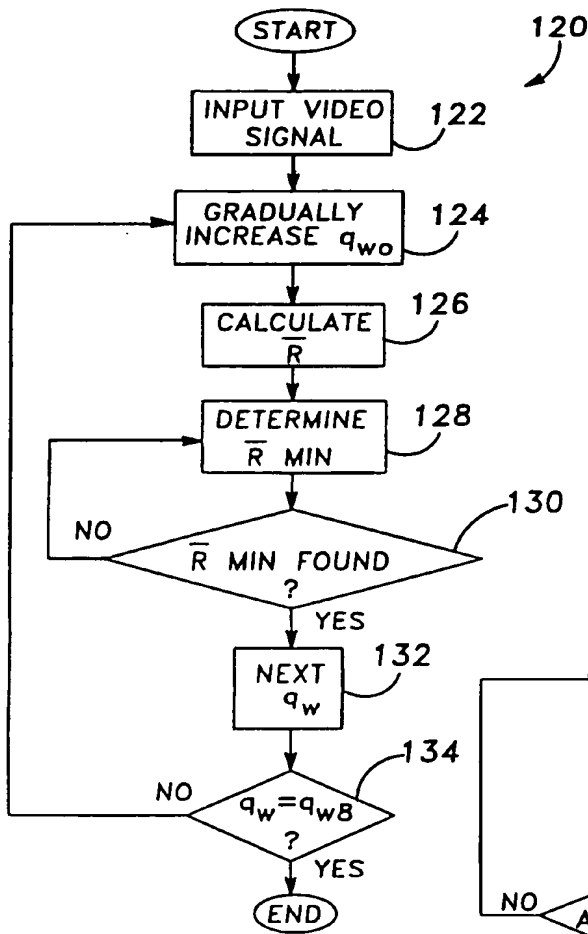 START
120
INPUT VIDEO
SIGNAL
122
GRADUALLY
INCREASE q_wo
124
CALCULATE
R̅
126
DETERMINE
R̅ MIN
128
NO
R̅ MIN FOUND
?
130
YES
NEXT
q_w
132
NO
q_w=q_w8
?
134
YES
END
NO
A